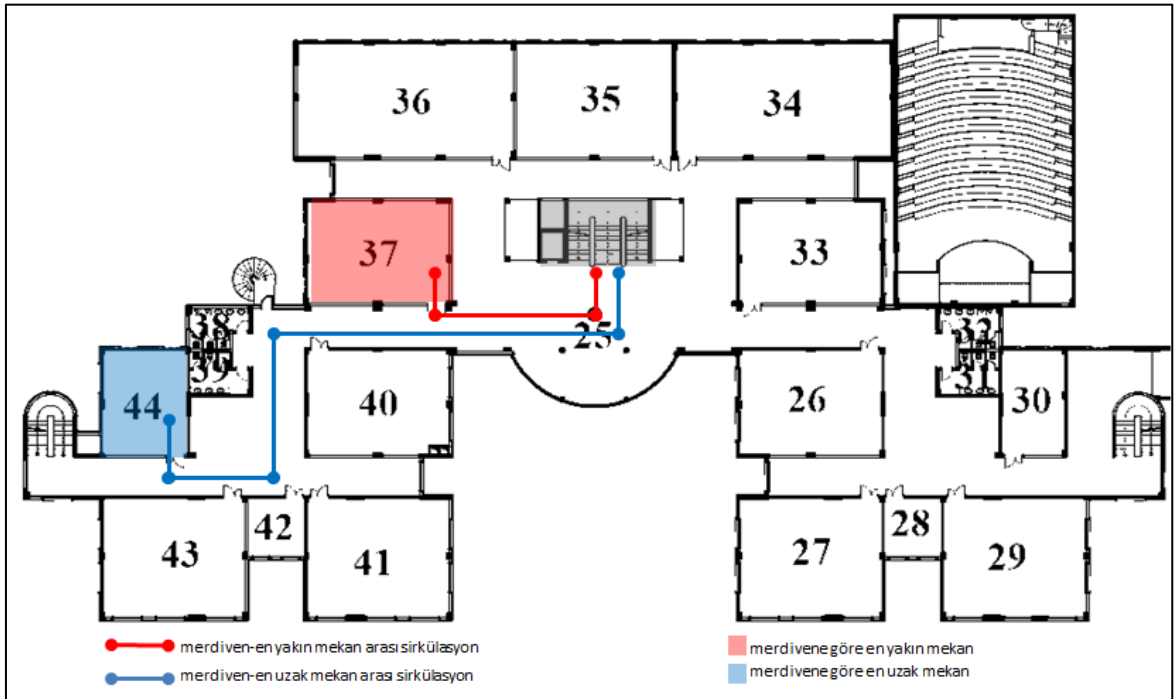 36 35 34
37 33
38 25 32
39 31
44 40 26 30
42 28
43 41 27 29
merdiven-en yakın mekan arası sirkülasyon
merdiven-en uzak mekan arası sirkülasyon
merdivene göre en yakın mekan
merdivene göre en uzak mekan